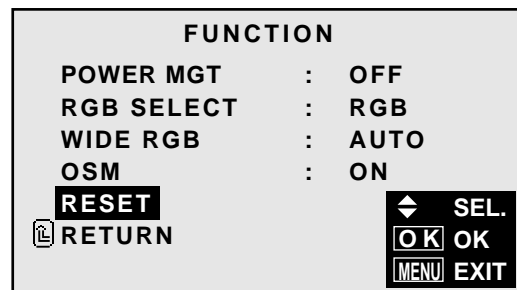 FUNCTION
POWER MGT : OFF
RGB SELECT : RGB
WIDE RGB : AUTO
OSM : ON
RESET
RETURN
SEL.
OK OK
MENU EXIT